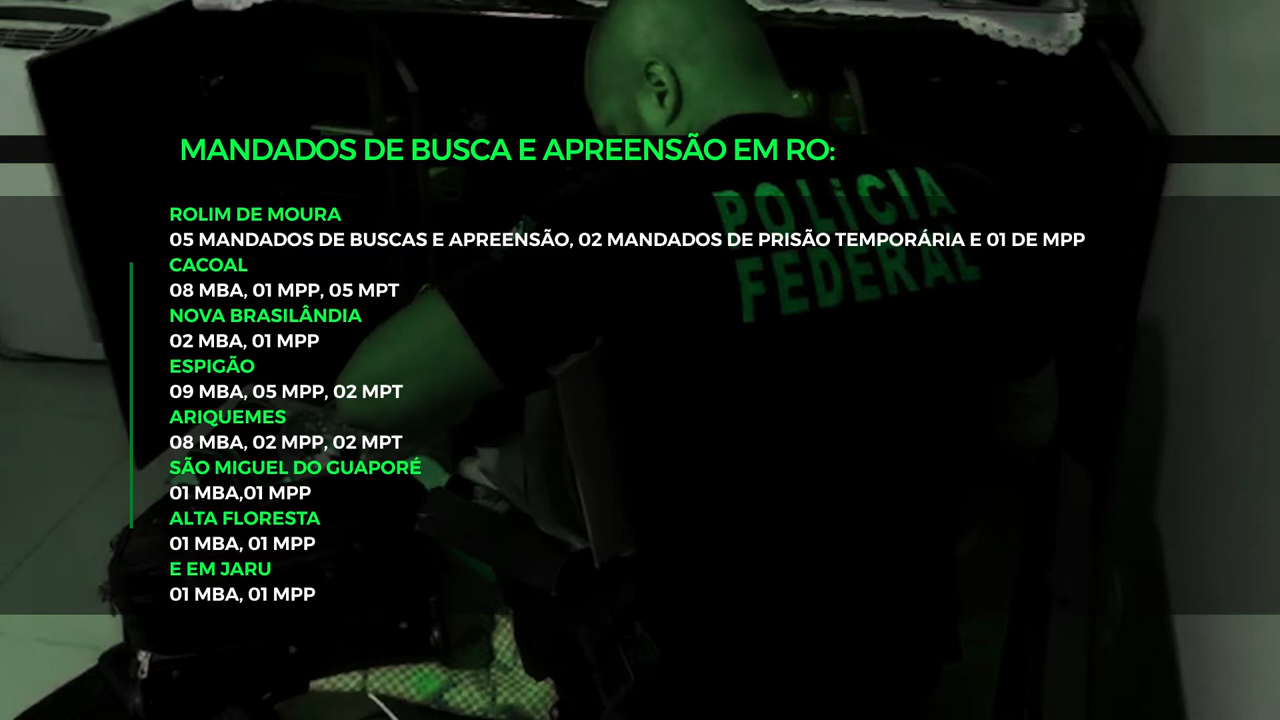 MANDADOS DE BUSCA E APREENSÃO EM RO:
POLÍCIA
FEDERAL
ROLIM DE MOURA
05 MANDADOS DE BUSCAS E APREENSÃO, 02 MANDADOS DE PRISÃO TEMPORÁRIA E 01 DE MPP
CACOAL
08 MBA, 01 MPP, 05 MPT
NOVA BRASILÂNDIA
02 MBA, 01 MPP
ESPIGÃO
09 MBA, 05 MPP, 02 MPT
ARIQUEMES
08 MBA, 02 MPP, 02 MPT
SÃO MIGUEL DO GUAPORÉ
01 MBA,01 MPP
ALTA FLORESTA
01 MBA, 01 MPP
E EM JARU
01 MBA, 01 MPP